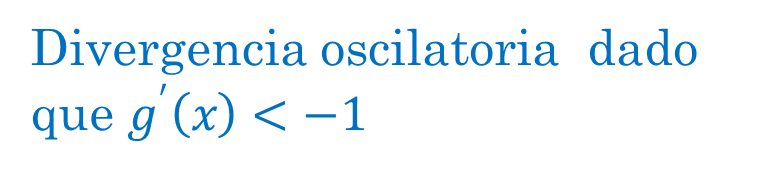 Divergencia oscilatoria dado
que g′(x) < −1